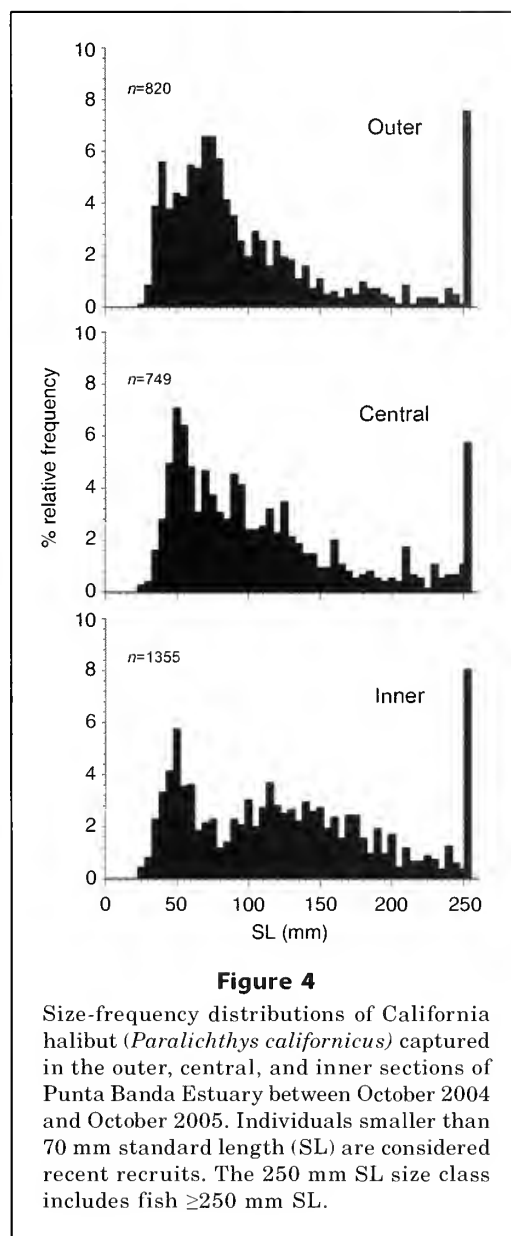 10
8
6
4
2
0
n=820
Outer
10
8
6
4
2
0
n=749
Central
% relative frequency
10
8
6
4
2
0
n=1355
Inner
0 50 100 150 200 250
SL (mm)
Figure 4
Size-frequency distributions of California
halibut (Paralichthys californicus) captured
in the outer, central, and inner sections of
Punta Banda Estuary between October 2004
and October 2005. Individuals smaller than
70 mm standard length (SL) are considered
recent recruits. The 250 mm SL size class
includes fish ≥250 mm SL.